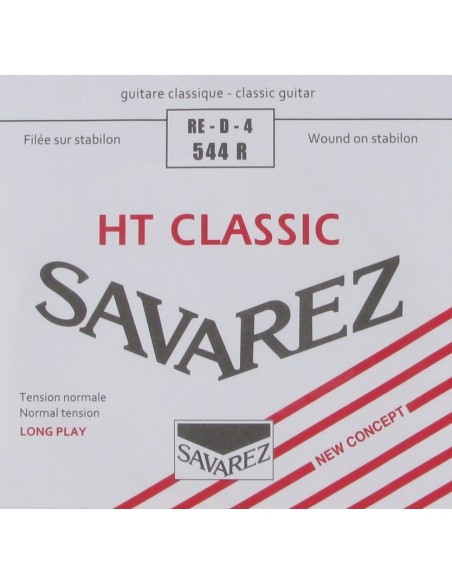 guitare classique - classic guitar
RE - D - 4
544 R
Filée sur stabilon
Wound on stabilon
HT CLASSIC
SAVAREZ
Tension normale
Normal tension
LONG PLAY
NEW CONCEPT
SAVAREZ